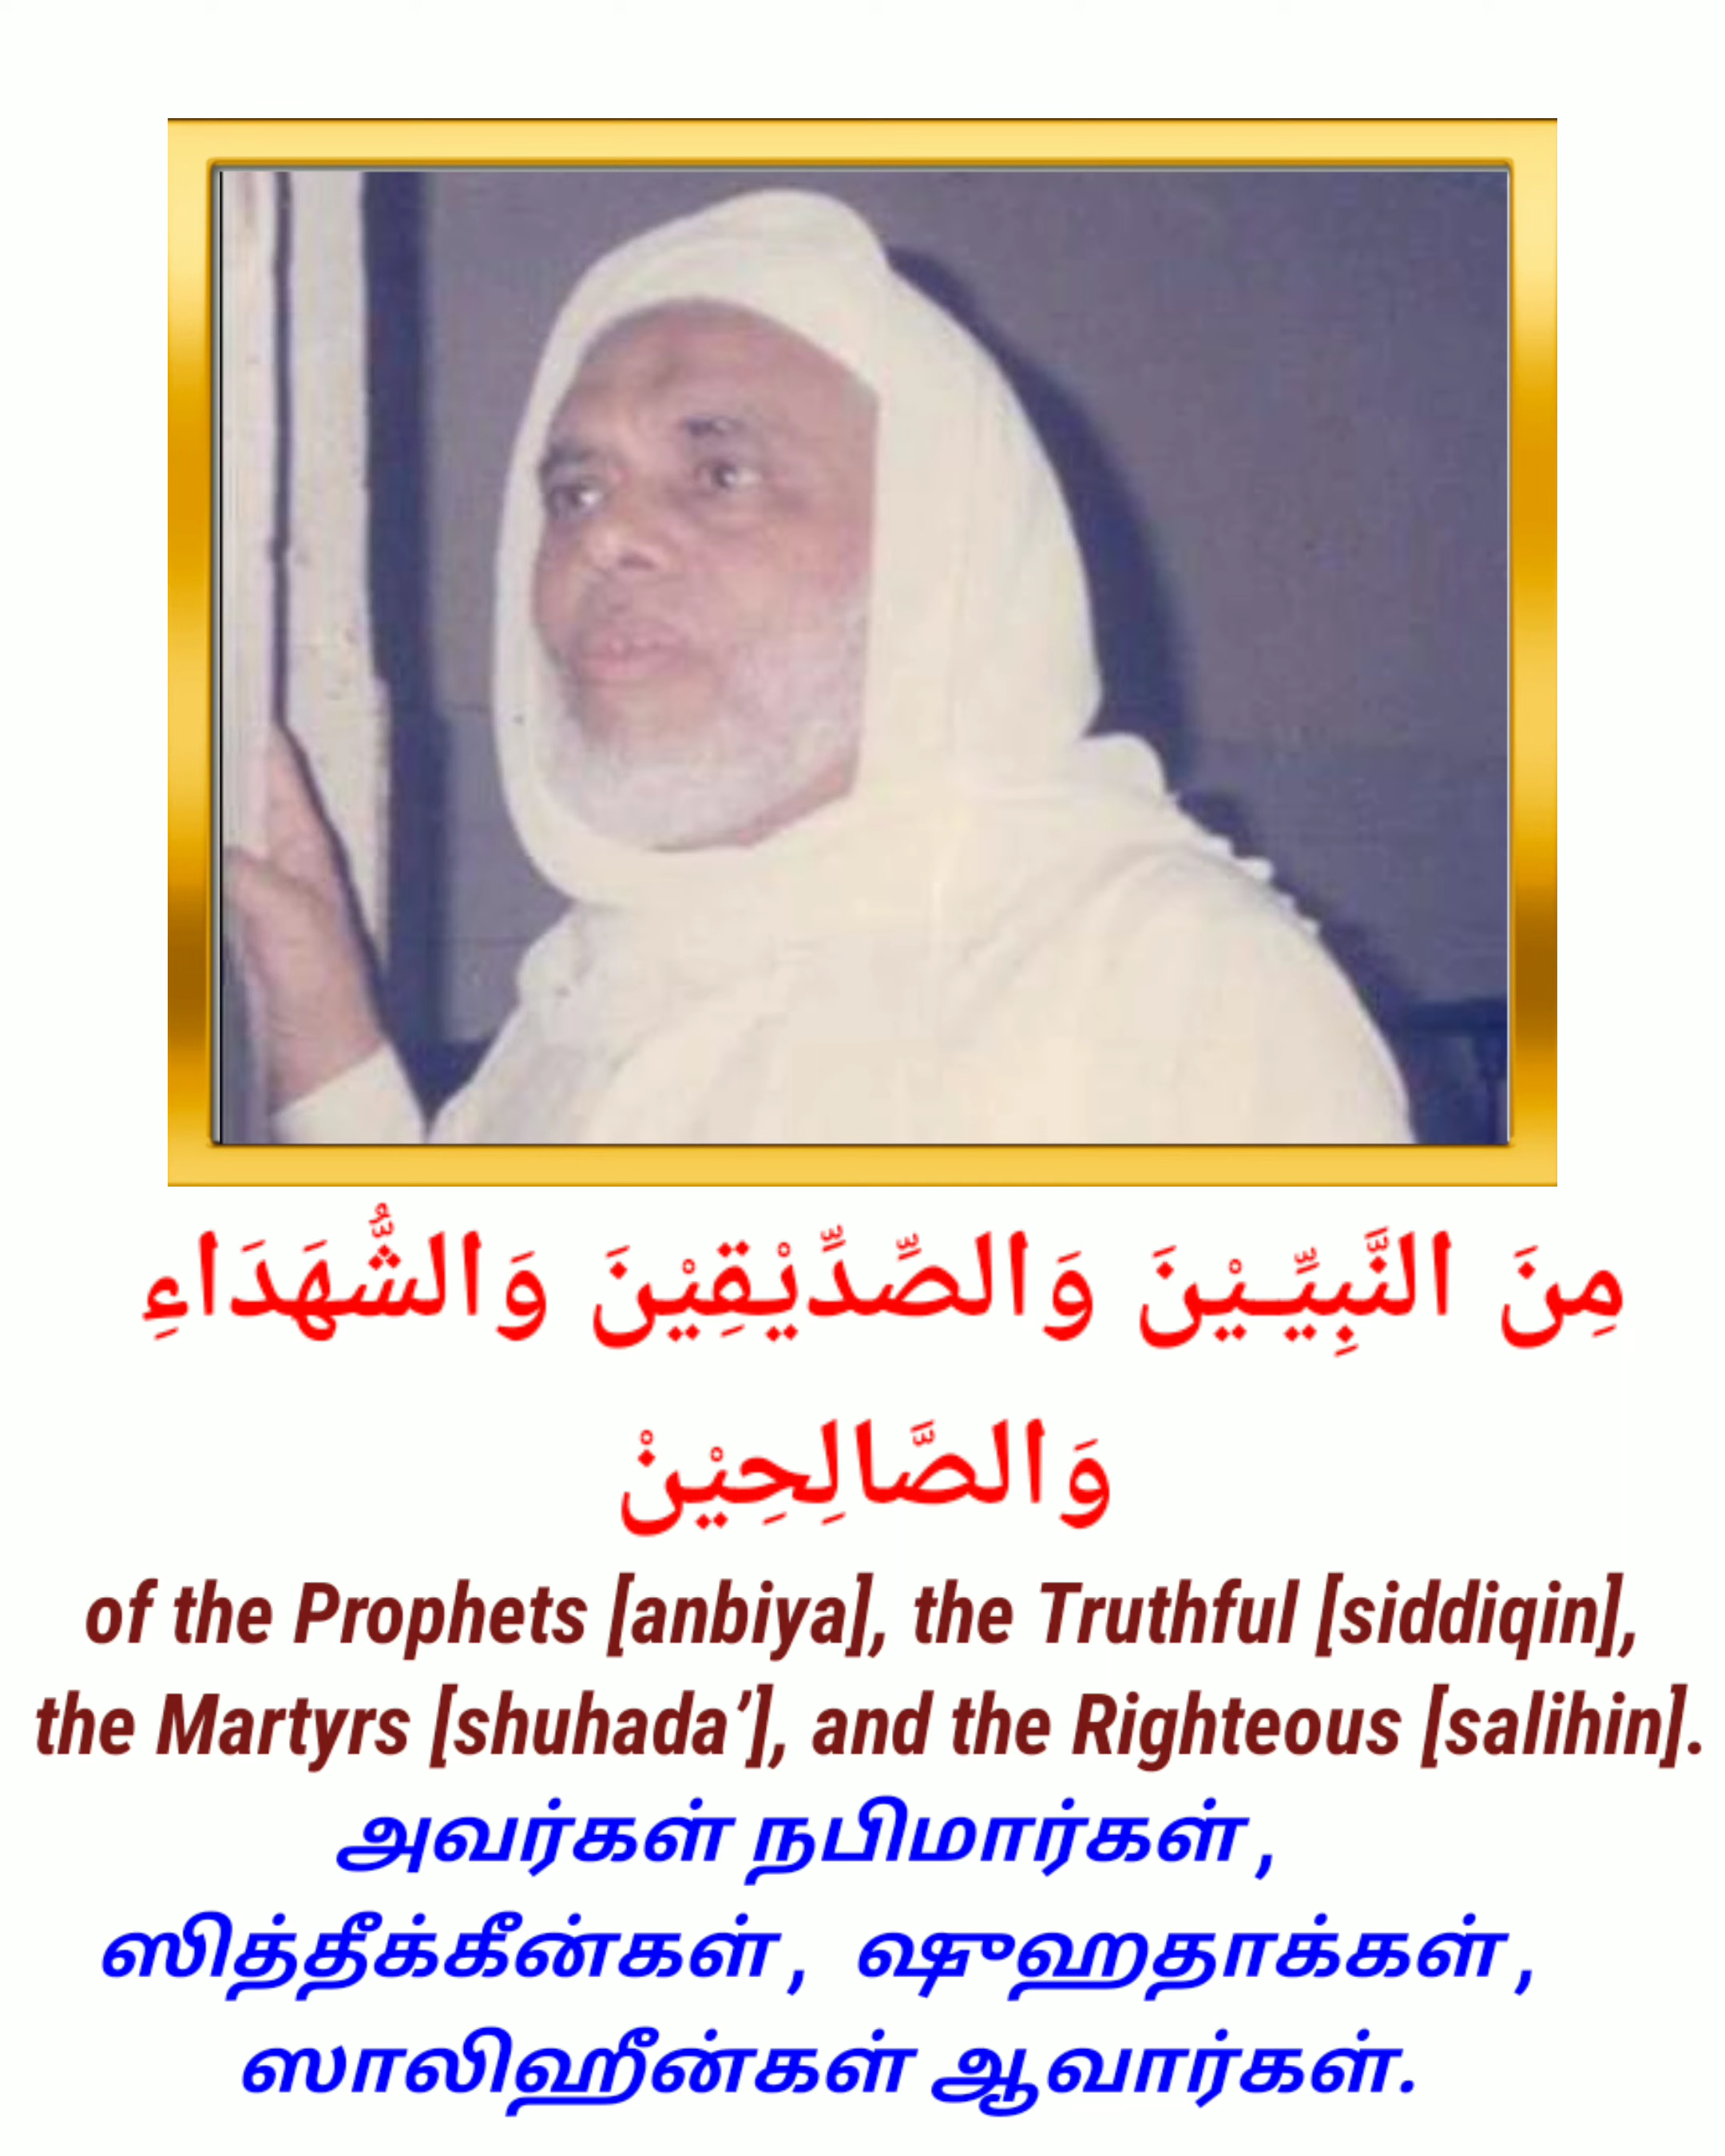 مِنَ النَّبِيِّـيْنَ وَالصِّدِّيْقِيْنَ وَالشُّهَدَاءِ
وَالصَّالِحِيْنْ
of the Prophets [anbiya], the Truthful [siddiqin],
the Martyrs [shuhada’], and the Righteous [salihin].
அவர்கள் நபிமார்கள்,
ஸித்தீக்கீன்கள், ஷுஹதாக்கள்,
ஸாலிஹீன்கள் ஆவார்கள்.